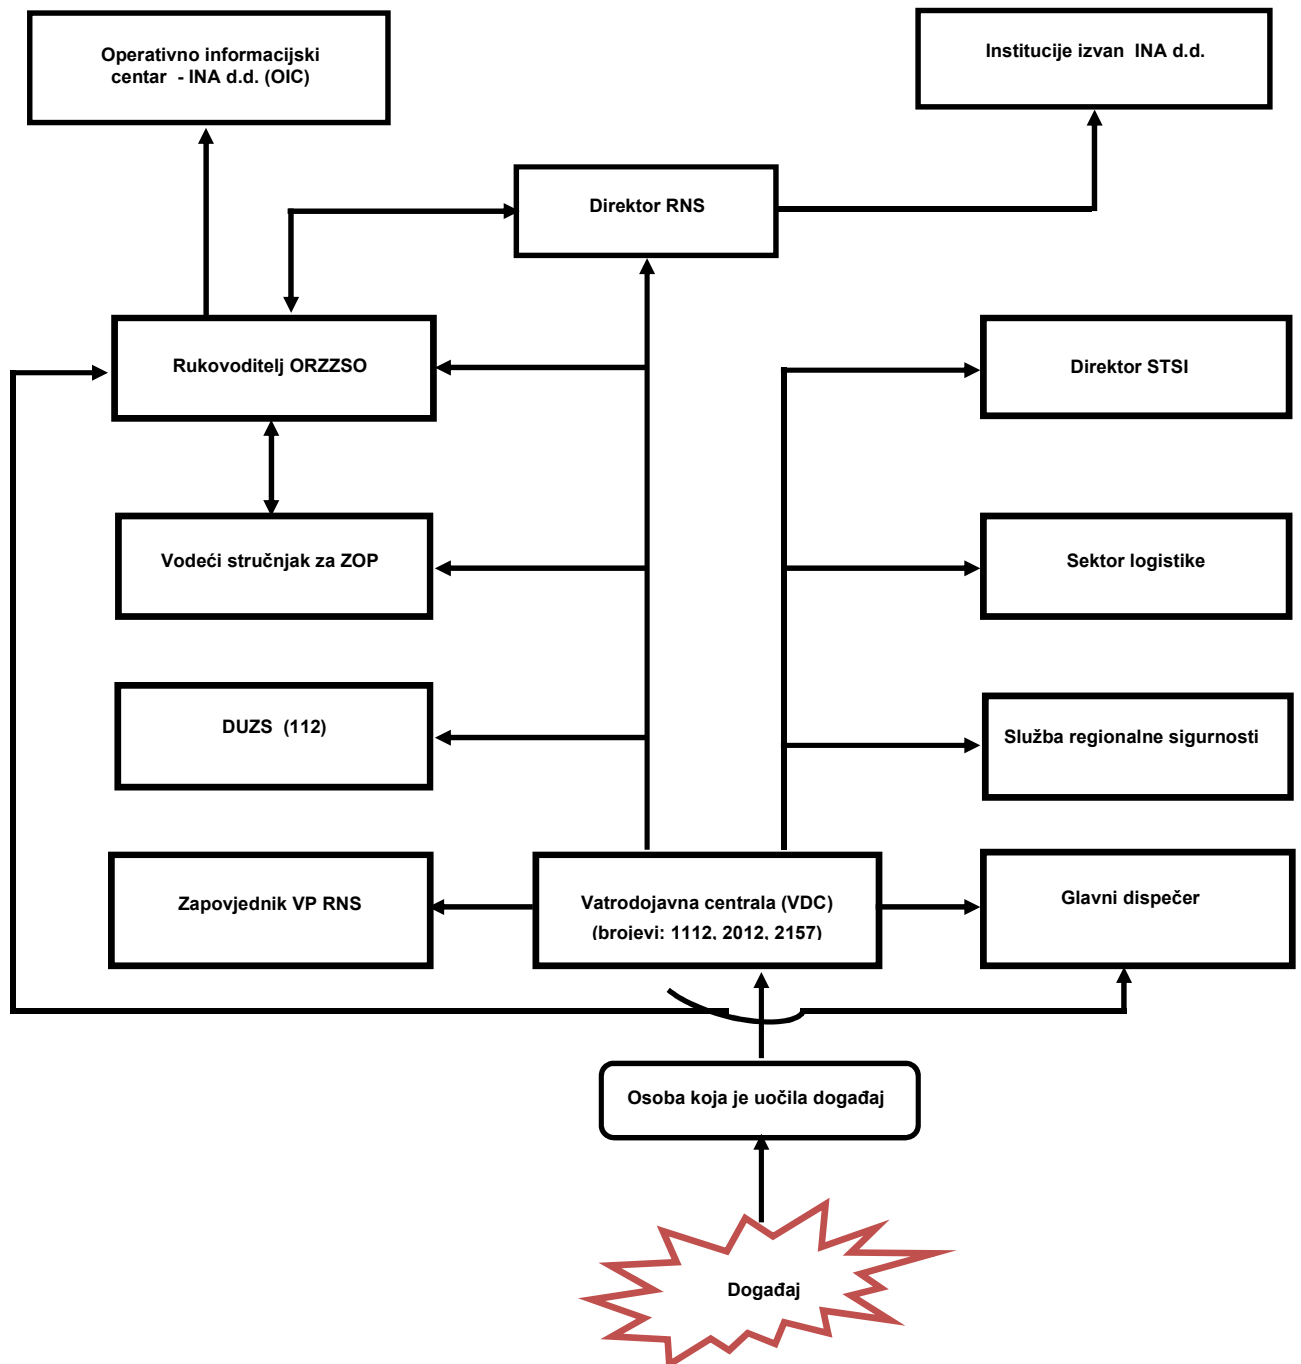 Operativno informacijski
centar - INA d.d. (OIC)
Institucije izvan INA d.d.
Direktor RNS
Rukovoditelj ORZZSO
Direktor STSI
Vodeći stručnjak za ZOP
Sektor logistike
DUZS (112)
Služba regionalne sigurnosti
Zapovjednik VP RNS
Vatrodojavna centrala (VDC)
(brojevi: 1112, 2012, 2157)
Glavni dispečer
Osoba koja je uočila događaj
Događaj